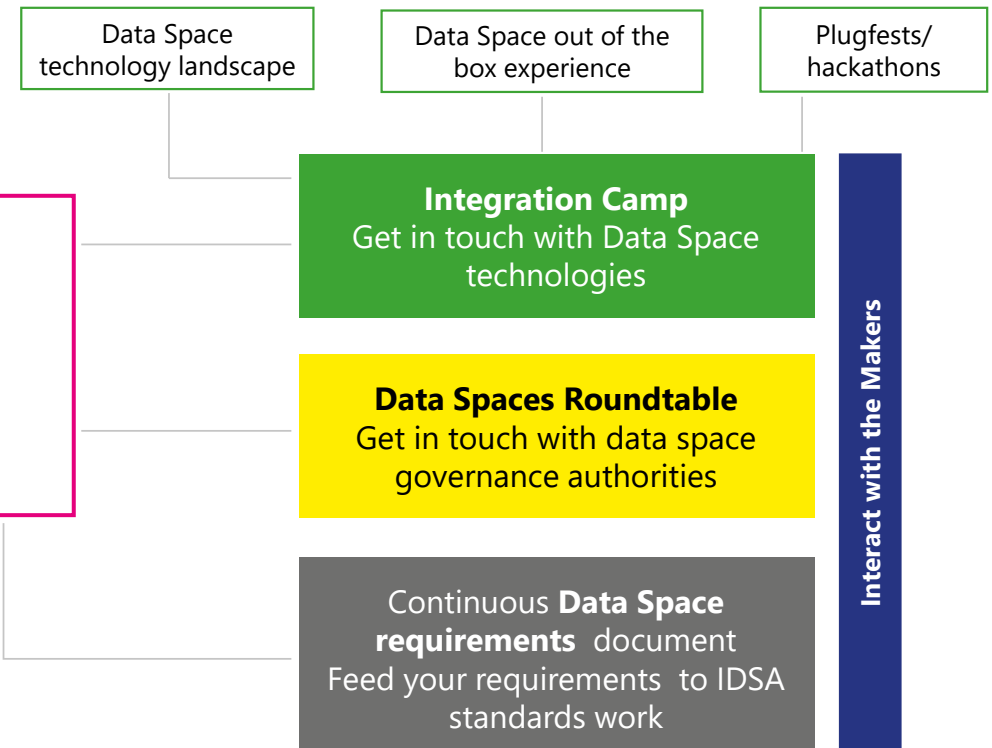 Data Space
technology landscape
Data Space out of the
box experience
Plugfests/
hackathons
Integration Camp
Get in touch with Data Space
technologies
Data Spaces Roundtable
Get in touch with data space
governance authorities
Continuous Data Space
requirements document
Feed your requirements to IDSA
standards work
Interact with the Makers